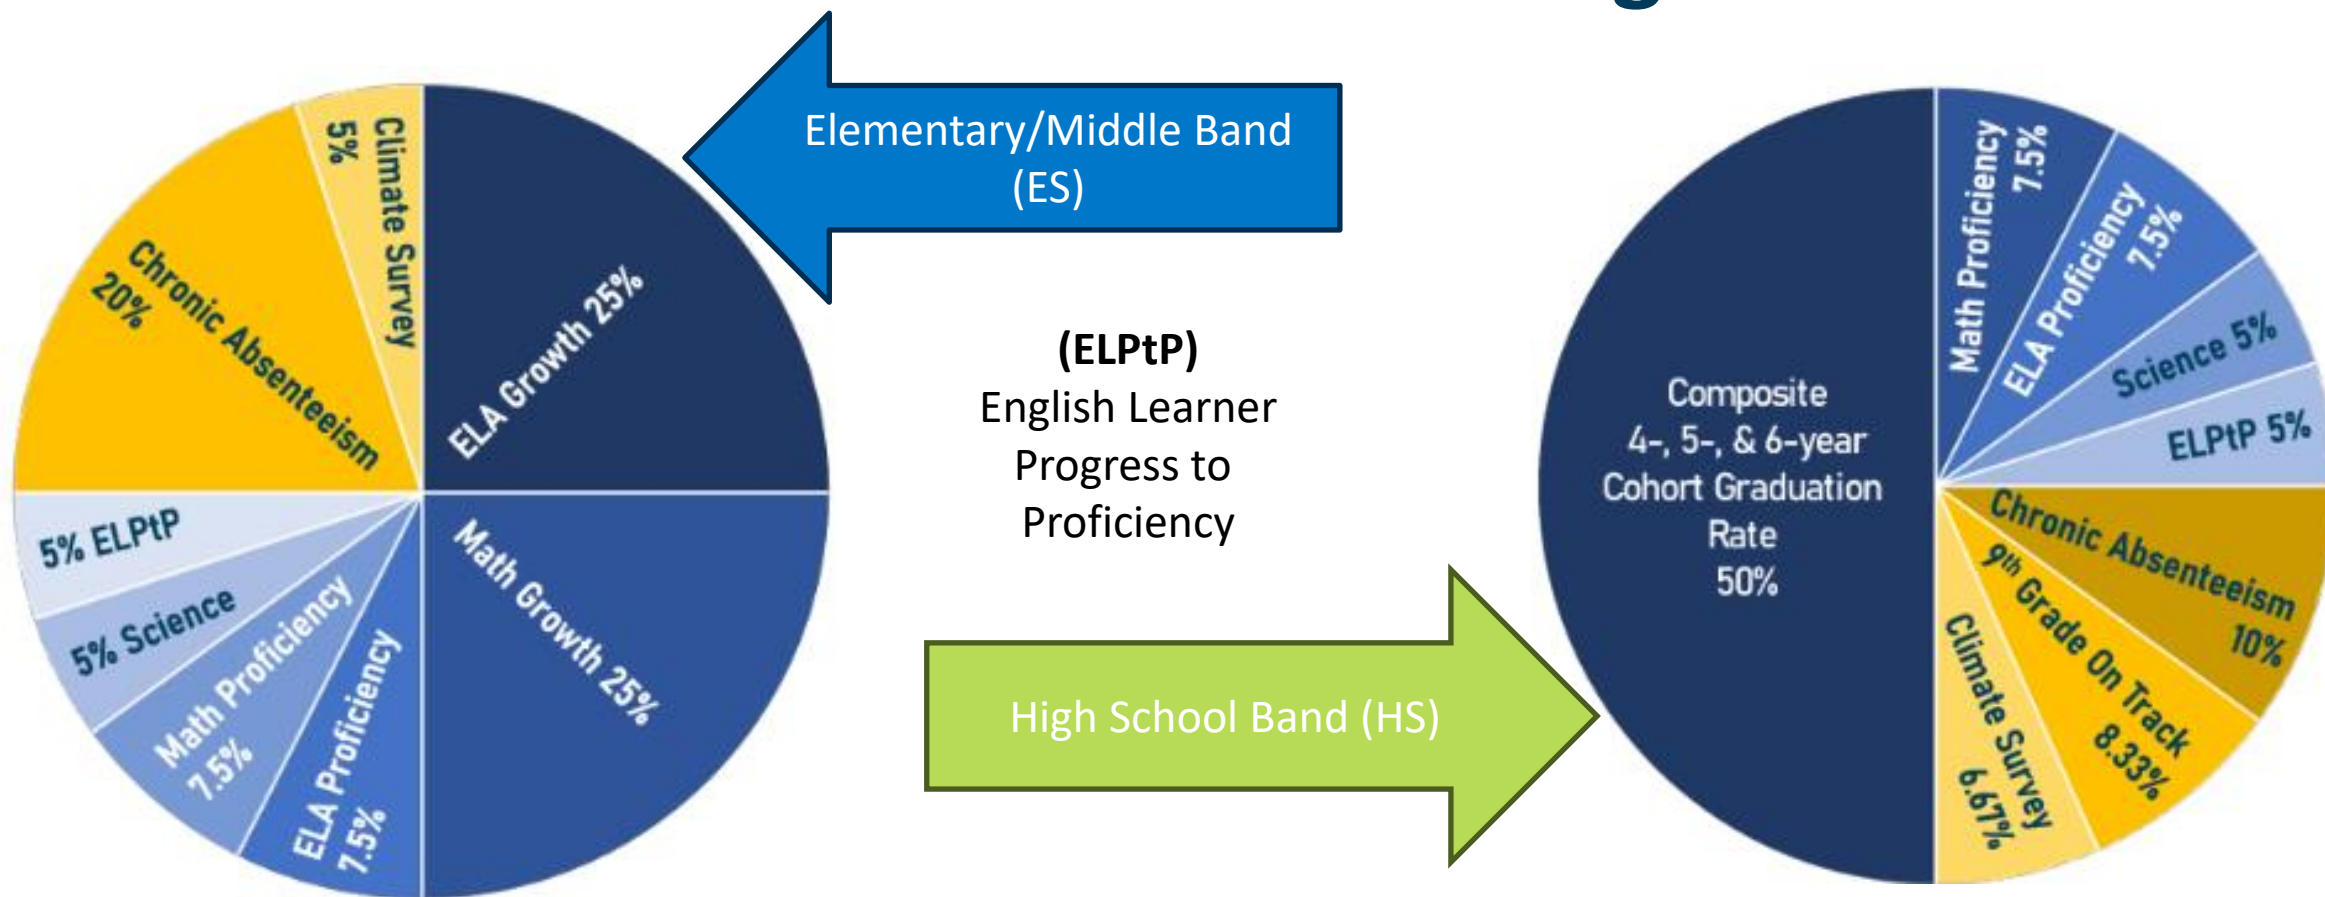 Climate Survey
5%
Chronic Absenteeism
20%
ELA Growth 25%
Math Growth 25%
5% ELPtP
5% Science
Math Proficiency
7.5%
ELA Proficiency
7.5%
Elementary/Middle Band
(ES)
(ELPtP)
English Learner
Progress to
Proficiency
High School Band (HS)
Composite
4-, 5-, & 6-year
Cohort Graduation
Rate
50%
Math Proficiency
7.5%
ELA Proficiency
7.5%
Science 5%
ELPtP 5%
Chronic Absenteeism
10%
9th Grade On Track
8.33%
Climate Survey
6.67%